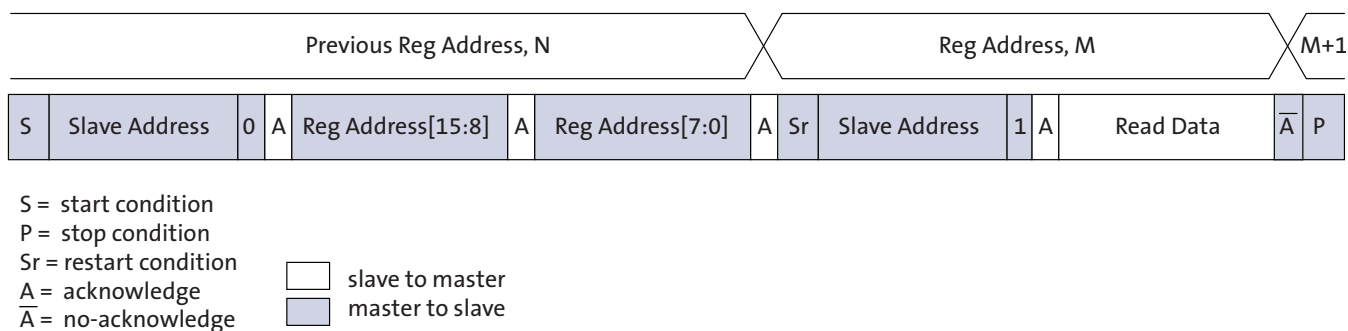 Previous Reg Address, N Reg Address, M M+1
S Slave Address 0 A Reg Address[15:8] A Reg Address[7:0] A Sr Slave Address 1 A Read Data A̅ P
S = start condition
P = stop condition
Sr = restart condition
A = acknowledge
A̅ = no-acknowledge
slave to master
master to slave